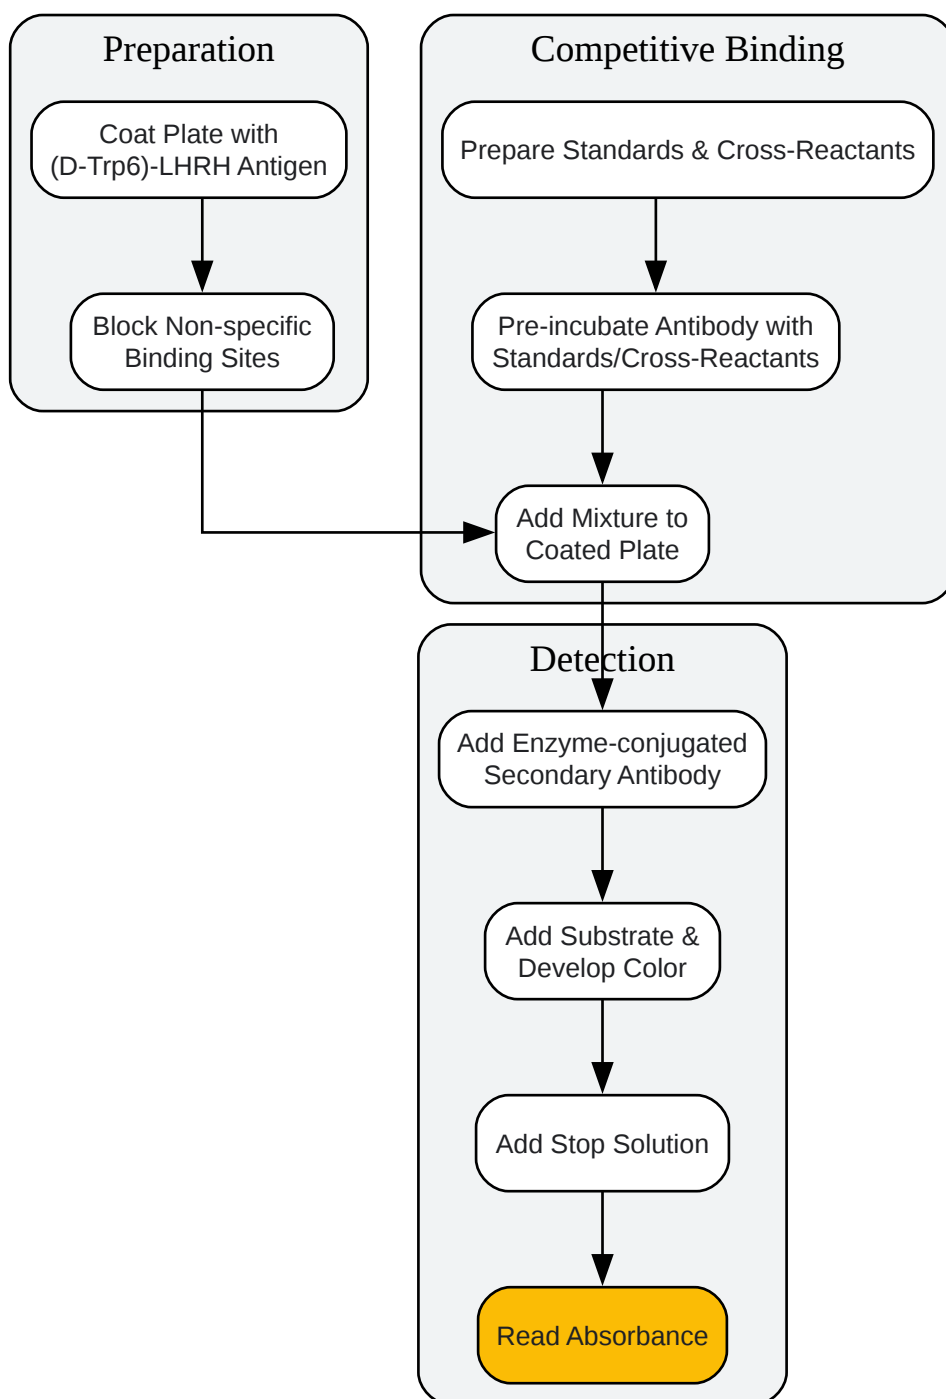 Preparation
Coat Plate with
(D-Trp6)-LHRH Antigen
Block Non-specific
Binding Sites
Competitive Binding
Prepare Standards & Cross-Reactants
Pre-incubate Antibody with
Standards/Cross-Reactants
Add Mixture to
Coated Plate
Detection
Add Enzyme-conjugated
Secondary Antibody
Add Substrate &
Develop Color
Add Stop Solution
Read Absorbance